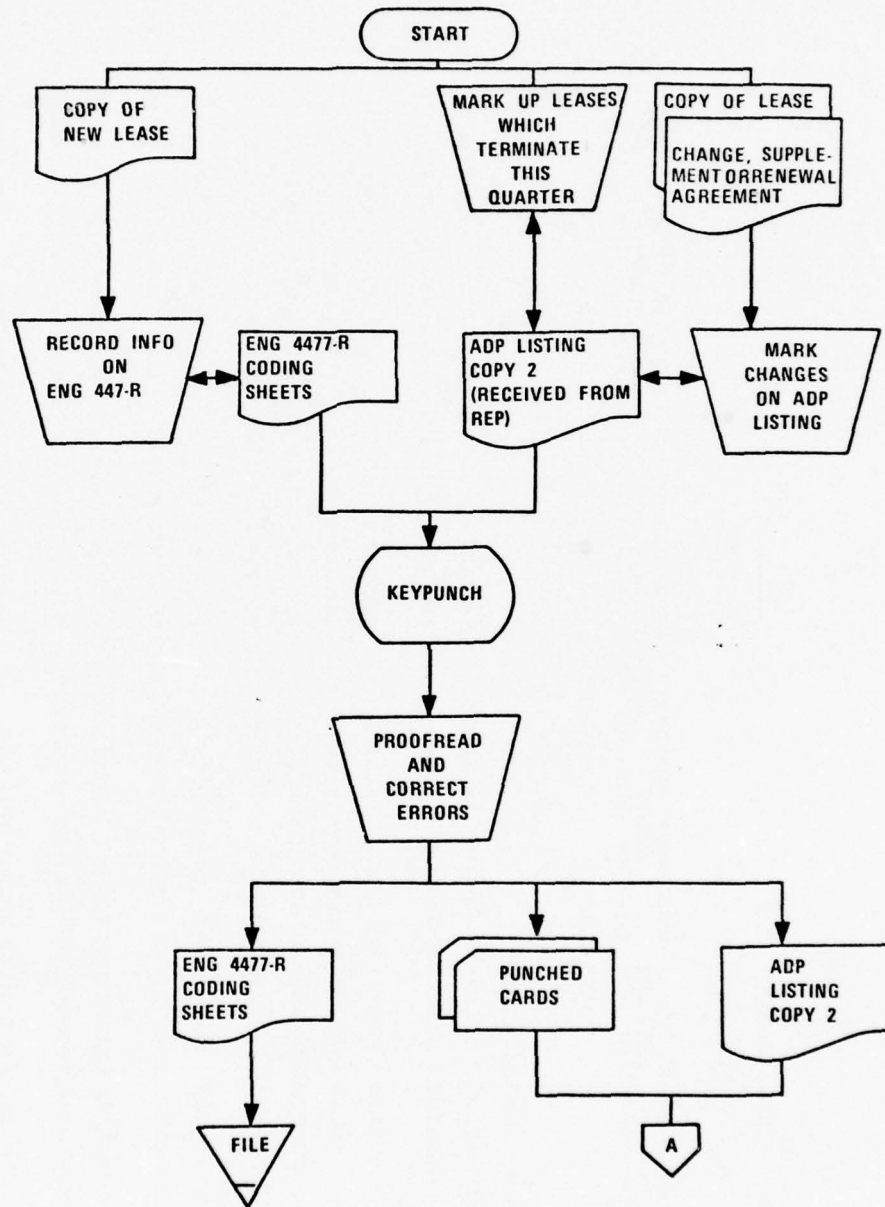 START
COPY OF
NEW LEASE
MARK UP LEASES
WHICH
TERMINATE
THIS
QUARTER
COPY OF LEASE
CHANGE, SUPPLE-
MENT ORRENEWAL
AGREEMENT
RECORD INFO
ON
ENG 447-R
ENG 4477-R
CODING
SHEETS
ADP LISTING
COPY 2
(RECEIVED FROM
REP)
MARK
CHANGES
ON ADP
LISTING
KEYPUNCH
PROOFREAD
AND
CORRECT
ERRORS
ENG 4477-R
CODING
SHEETS
PUNCHED
CARDS
ADP
LISTING
COPY 2
FILE
A